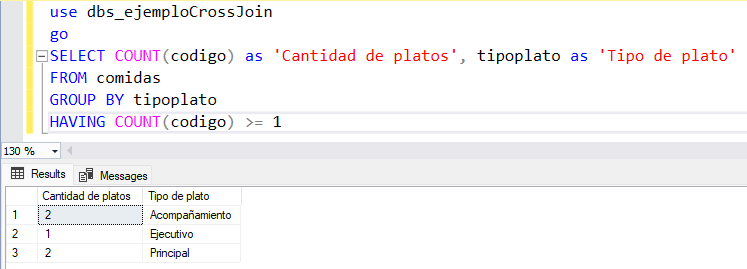 use dbs_ejemploCrossJoin
go
SELECT COUNT(codigo) as 'Cantidad de platos', tipoplato as 'Tipo de plato'
FROM comidas
GROUP BY tipoplato
HAVING COUNT(codigo) >= 1
130 %
Results Messages
Cantidad de platos Tipo de plato
1 2 Acompañamiento
2 1 Ejecutivo
3 2 Principal